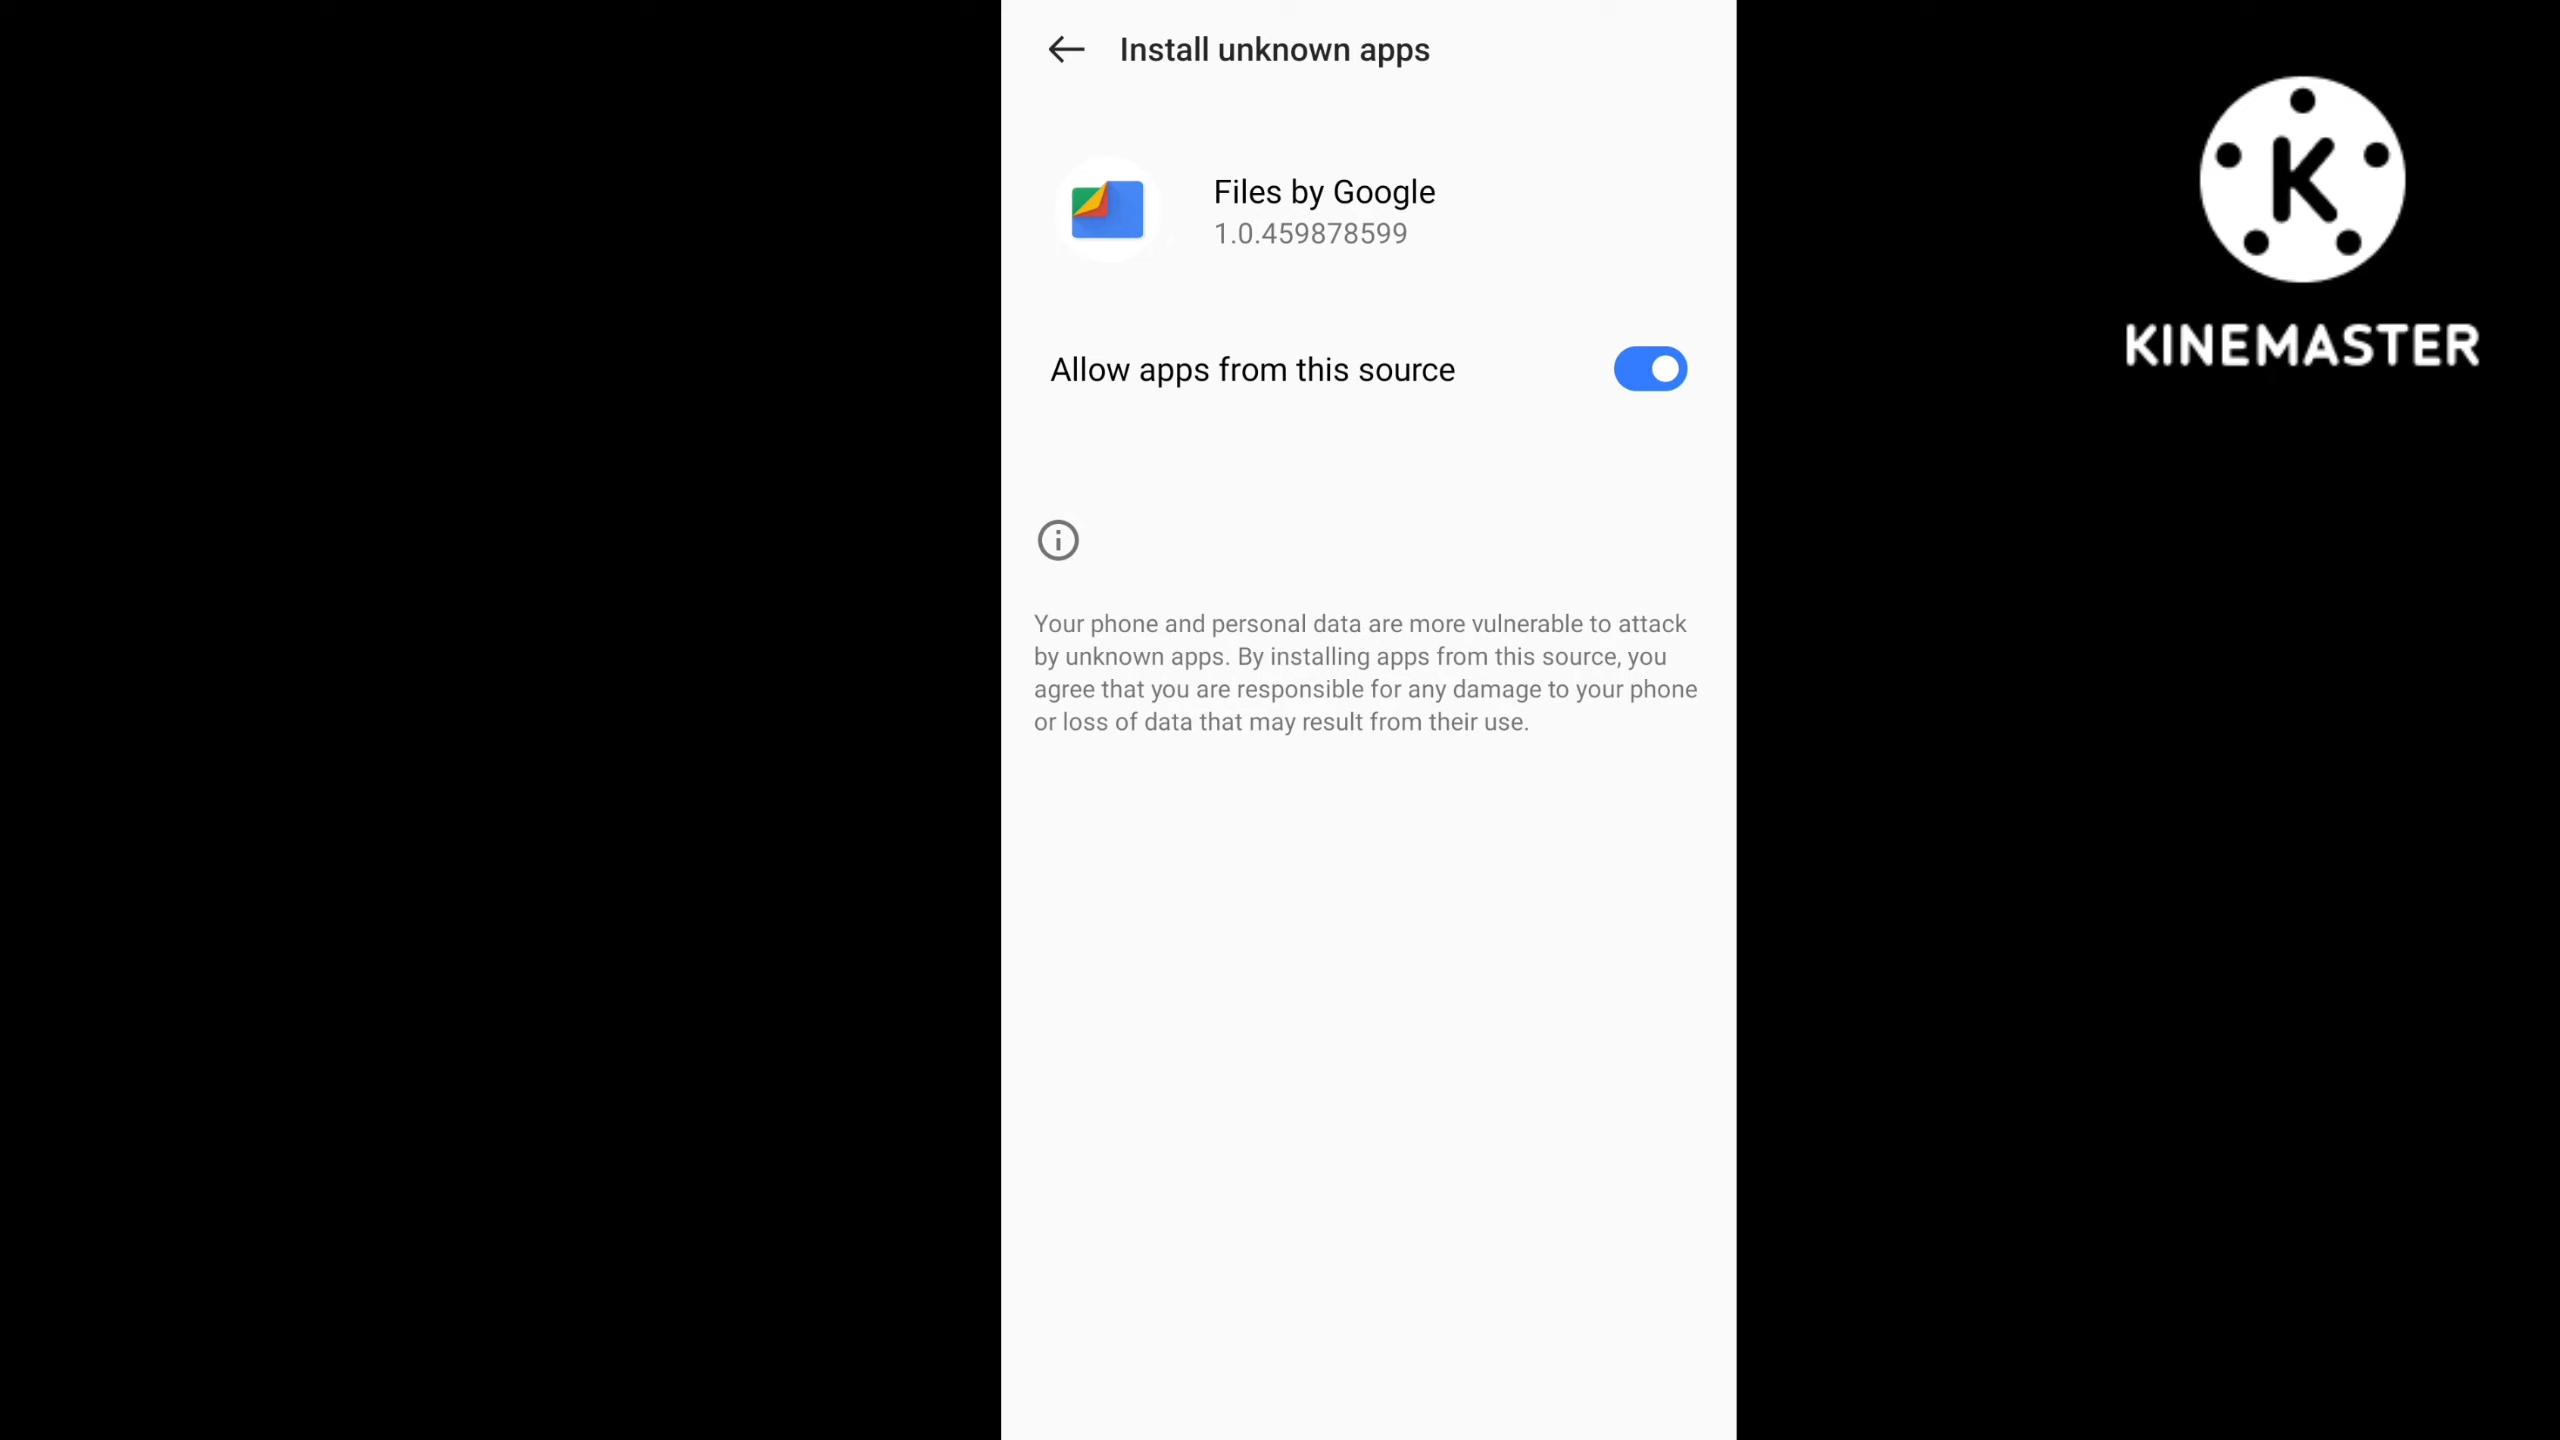 Install unknown apps
Files by Google
1.0.459878599
Allow apps from this source
Your phone and personal data are more vulnerable to attack
by unknown apps. By installing apps from this source, you
agree that you are responsible for any damage to your phone
or loss of data that may result from their use.
K
KINEMASTER